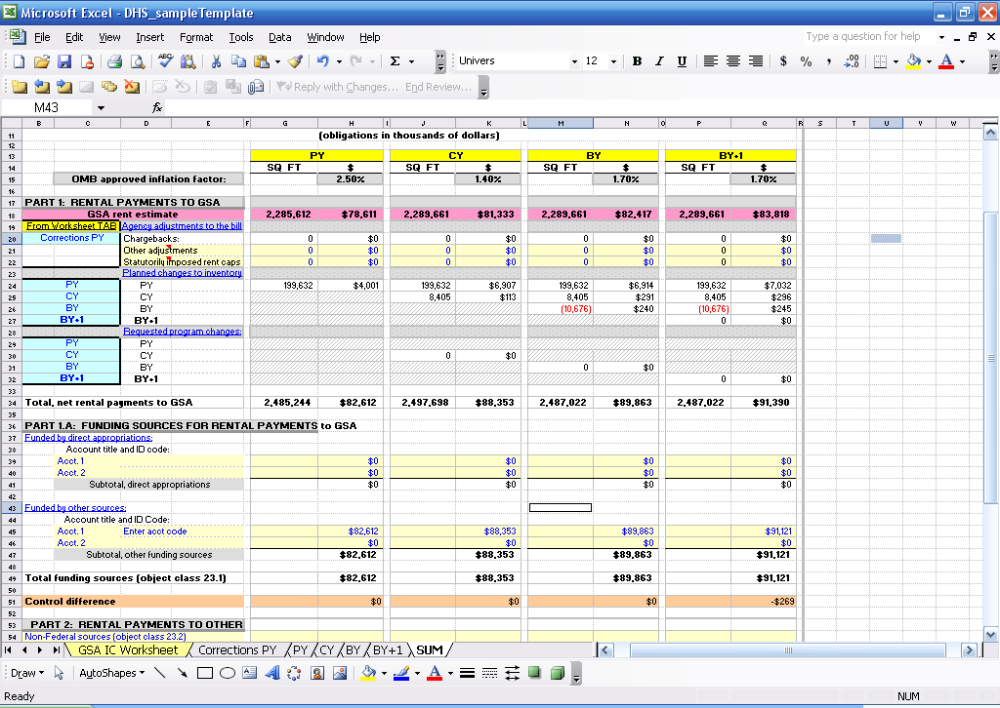 Microsoft Excel - DHS_sampleTemplate
File Edit View Insert Format Tools Data Window Help Type a question for help
Univers 12 B I U $ % ,
Reply with Changes... End Review...
M43 fx
B C D E F G H I J K L M N O P Q R S T U V W
11 (obligations in thousands of dollars)
12
13 PY CY BY BY+1
14 SQ FT $ SQ FT $ SQ FT $ SQ FT $
15 OMB approved inflation factor: 2.50% 1.40% 1.70% 1.70%
16
17 PART 1: RENTAL PAYMENTS TO GSA
18 GSA rent estimate 2,285,612 $78,611 2,289,661 $81,333 2,289,661 $82,417 2,289,661 $83,818
19 From Worksheet TAB Agency adjustments to the bill
20 Corrections PY Chargebacks: 0 $0 0 $0 0 $0 0 $0
21 Other adjustments 0 $0 0 $0 0 $0 0 $0
22 Statutorily imposed rent caps 0 $0 0 $0 0 $0 0 $0
23 Planned changes to inventory
24 PY PY 199,632 $4,001 199,632 $6,907 199,632 $6,914 199,632 $7,032
25 CY CY 8,405 $113 8,405 $291 8,405 $296
26 BY BY (10,676) $240 (10,676) $245
27 BY+1 BY+1 0 $0
28 Requested program changes:
29 PY PY
30 CY CY 0 $0
31 BY BY 0 $0
32 BY+1 BY+1 0 $0
33
34 Total, net rental payments to GSA 2,485,244 $82,612 2,497,698 $88,353 2,487,022 $89,863 2,487,022 $91,390
35
36 PART 1.A: FUNDING SOURCES FOR RENTAL PAYMENTS to GSA
37 Funded by direct appropriations:
38 Account title and ID code:
39 Acct. 1 $0 $0 $0 $0
40 Acct. 2 $0 $0 $0 $0
41 Subtotal, direct appropriations $0 $0 $0 $0
42
43 Funded by other sources:
44 Account title and ID Code:
45 Acct. 1 Enter acct code $82,612 $88,353 $89,863 $91,121
46 Acct. 2 $0 $0 $0 $0
47 Subtotal, other funding sources $82,612 $88,353 $89,863 $91,121
48
49 Total funding sources (object class 23.1) $82,612 $88,353 $89,863 $91,121
50
51 Control difference $0 $0 $0 -$269
52
53 PART 2: RENTAL PAYMENTS TO OTHER
54 Non-Federal sources (object class 23.2)
GSA IC Worksheet Corrections PY PY CY BY BY+1 SUM
Draw AutoShapes
Ready NUM